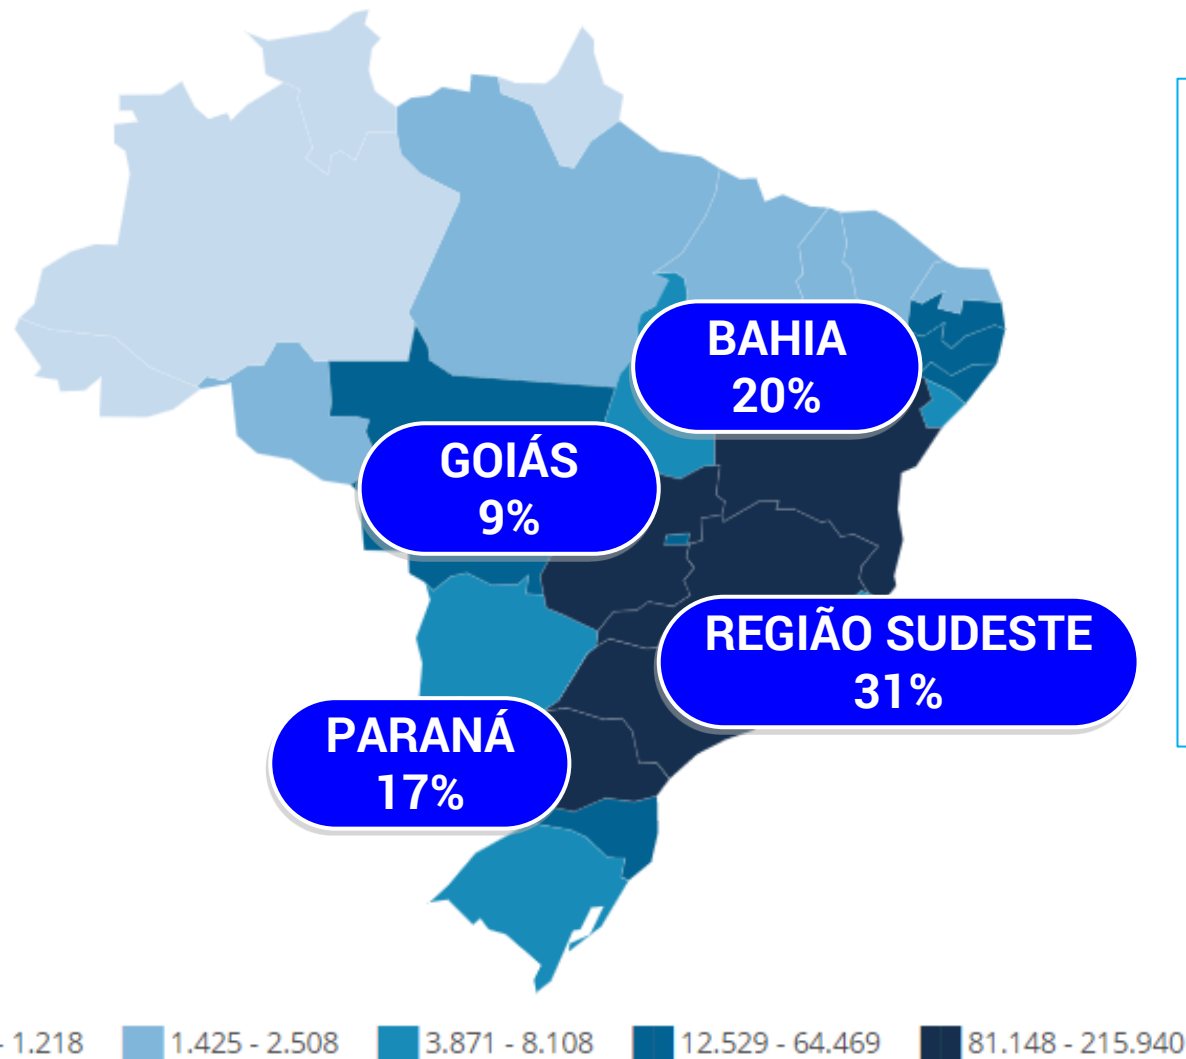 BAHIA
20%
GOIÁS
9%
REGIÃO SUDESTE
31%
PARANÁ
17%
- 1.218 1.425 - 2.508 3.871 - 8.108 12.529 - 64.469 81.148 - 215.940